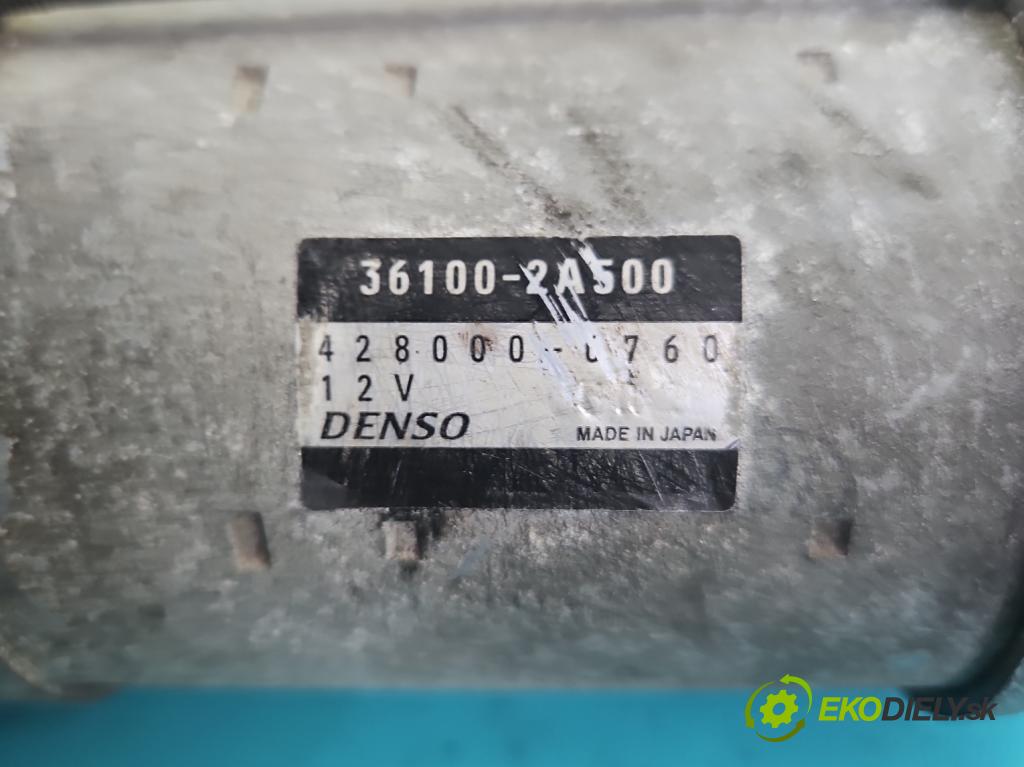 36100-2A500
428000-0760
12V
DENSO MADE IN JAPAN
EKODIELY.sk